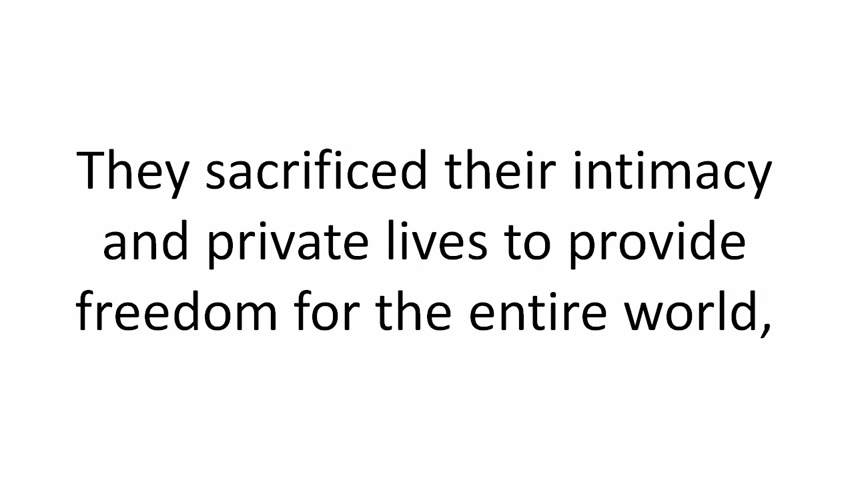 They sacrificed their intimacy
and private lives to provide
freedom for the entire world,